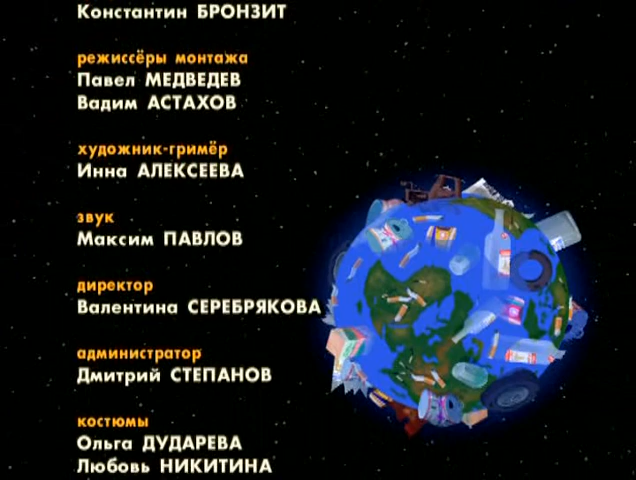 Константин БРОНЗИТ
режиссёры монтажа
Павел МЕДВЕДЕВ
Вадим АСТАХОВ
художник-гримёр
Инна АЛЕКСЕЕВА
звук
Максим ПАВЛОВ
директор
Валентина СЕРЕБРЯКОВА
администратор
Дмитрий СТЕПАНОВ
костюмы
Ольга ДУДАРЕВА
Любовь НИКИТИНА